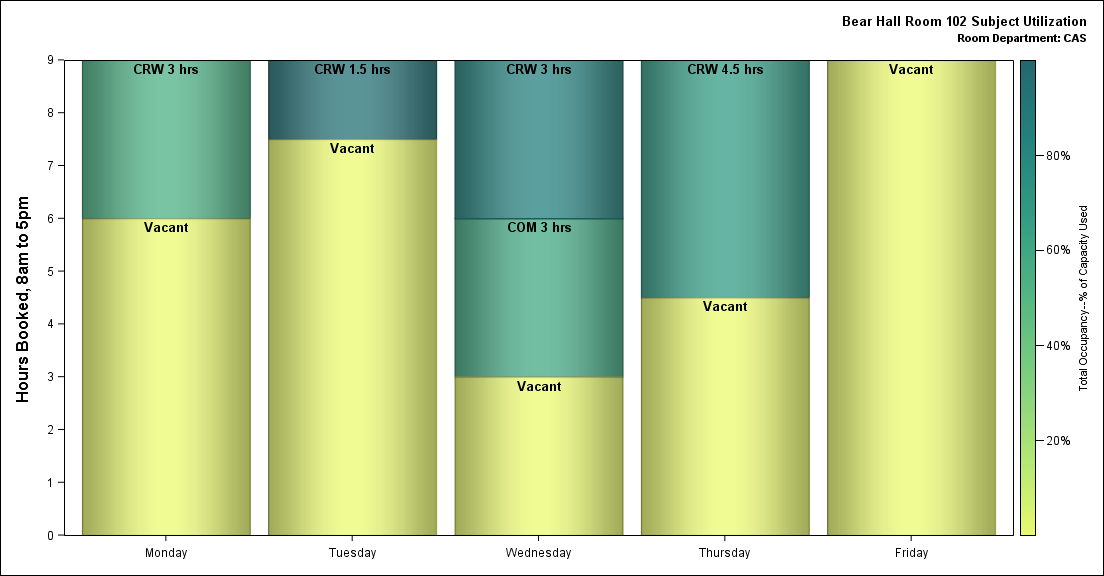 Bear Hall Room 102 Subject Utilization
Room Department: CAS
Hours Booked, 8am to 5pm
9
8
7
6
5
4
3
2
1
0
CRW 3 hrs
Vacant
CRW 1.5 hrs
Vacant
CRW 3 hrs
COM 3 hrs
Vacant
CRW 4.5 hrs
Vacant
Vacant
Monday
Tuesday
Wednesday
Thursday
Friday
80%
60%
40%
20%
Total Occupancy--% of Capacity Used